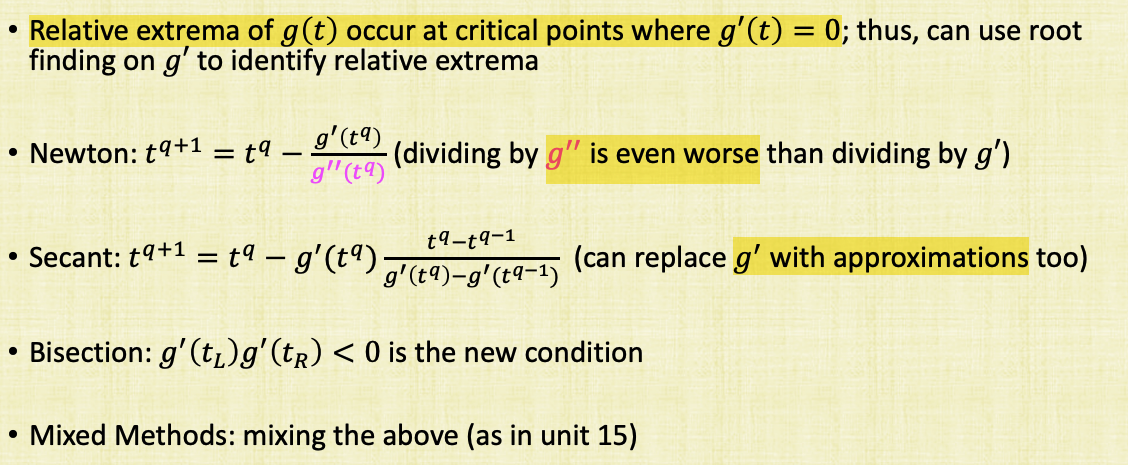 • Relative extrema of g(t) occur at critical points where g′(t) = 0; thus, can use root
finding on g′ to identify relative extrema
• Newton: t^{q+1} = t^q − \frac{g′(t^q)}{g′′(t^q)} (dividing by g′′ is even worse than dividing by g′)
• Secant: t^{q+1} = t^q − g′(t^q) \frac{t^q−t^{q−1}}{g′(t^q)−g′(t^{q−1})} (can replace g′ with approximations too)
• Bisection: g′(t_L)g′(t_R) < 0 is the new condition
• Mixed Methods: mixing the above (as in unit 15)